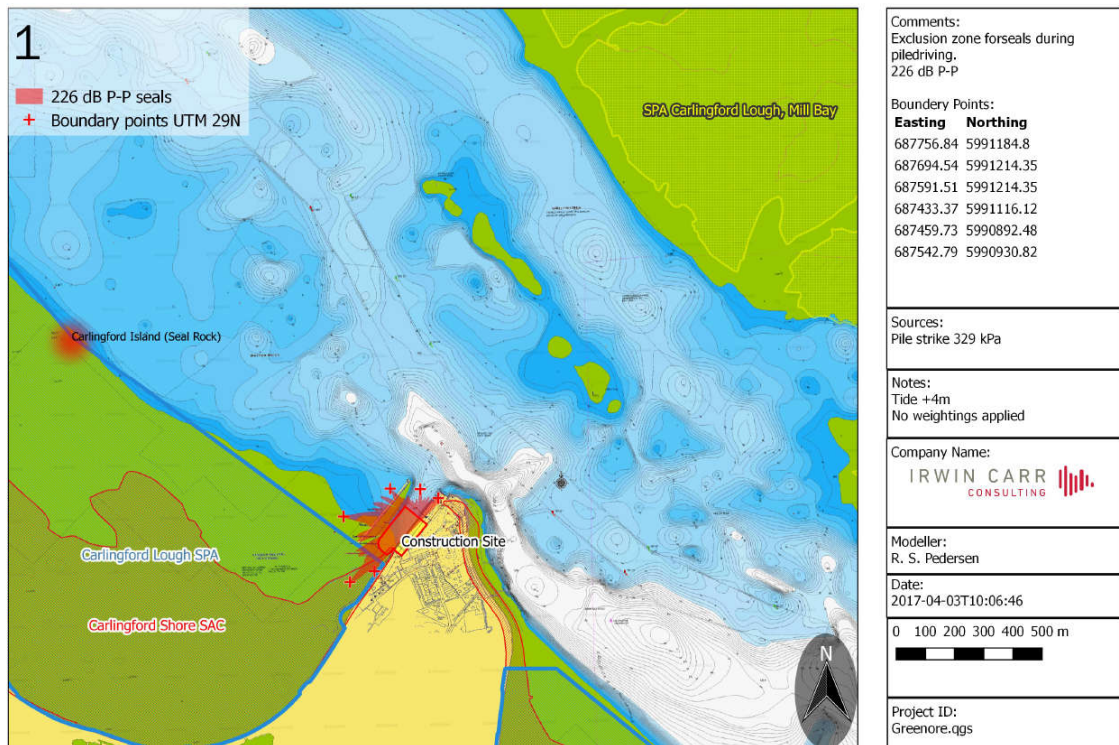 1
226 dB P-P seals
Boundary points UTM 29N
SPA Carlingford Lough, Mill Bay
Carlingford Island (Seal Rock)
Construction Site
Carlingford Lough SPA
Carlingford Shore SAC
N
Comments:
Exclusion zone forseals during
piledriving.
226 dB P-P
Boundery Points:
Easting Northing
687756.84 5991184.8
687694.54 5991214.35
687591.51 5991214.35
687433.37 5991116.12
687459.73 5990892.48
687542.79 5990930.82
Sources:
Pile strike 329 kPa
Notes:
Tide +4m
No weightings applied
Company Name:
IRWIN CARR
CONSULTING
Modeller:
R. S. Pedersen
Date:
2017-04-03T10:06:46
0 100 200 300 400 500 m
Project ID:
Greenore.qgs